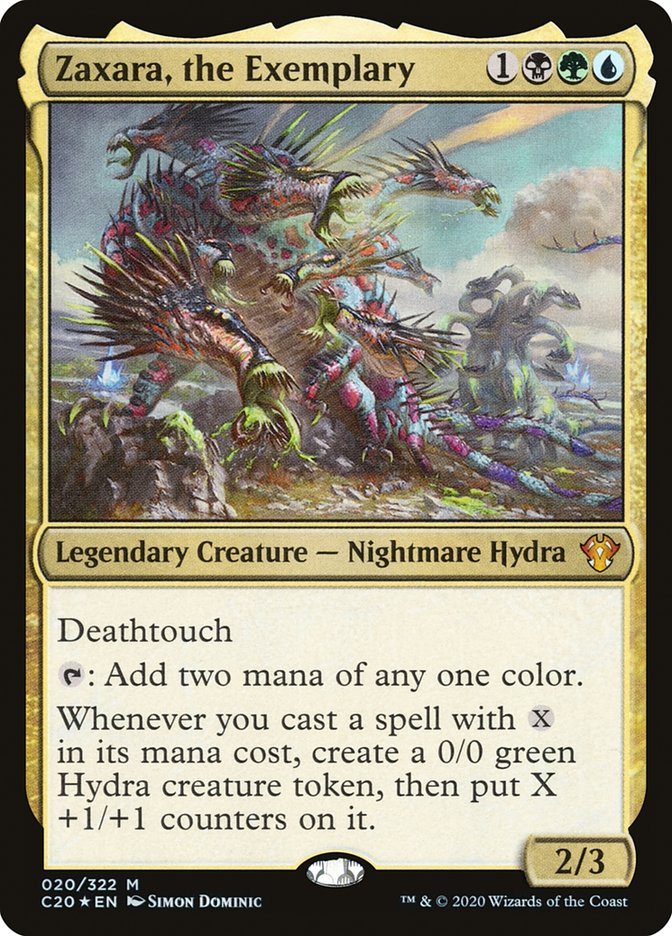 Zaxara, the Exemplary 1
Legendary Creature — Nightmare Hydra
Deathtouch
: Add two mana of any one color.
Whenever you cast a spell with X
in its mana cost, create a 0/0 green
Hydra creature token, then put X
+1/+1 counters on it.
2/3
020/322 M
C20★EN Simon Dominic
™ & © 2020 Wizards of the Coast